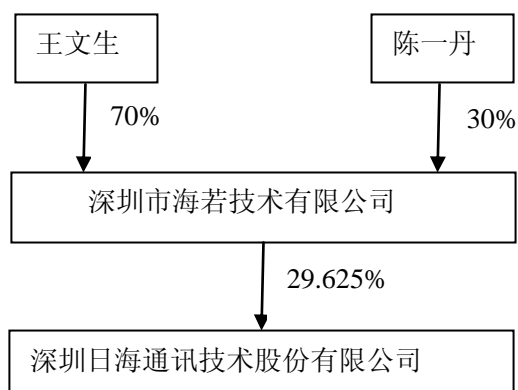 王文生
陈一丹
70%
30%
深圳市海若技术有限公司
29.625%
深圳日海通讯技术股份有限公司